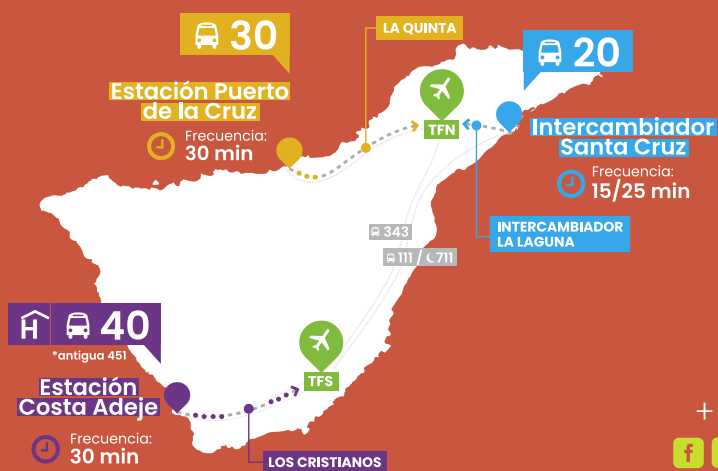 30
LA QUINTA
20
Estación Puerto
de la Cruz
Frecuencia:
30 min
TFN
Intercambiador
Santa Cruz
Frecuencia:
15/25 min
INTERCAMBIADOR
LA LAGUNA
343
111 / 711
H 40
*antigua 451
TFS
Estación
Costa Adeje
Frecuencia:
30 min
LOS CRISTIANOS
+
f